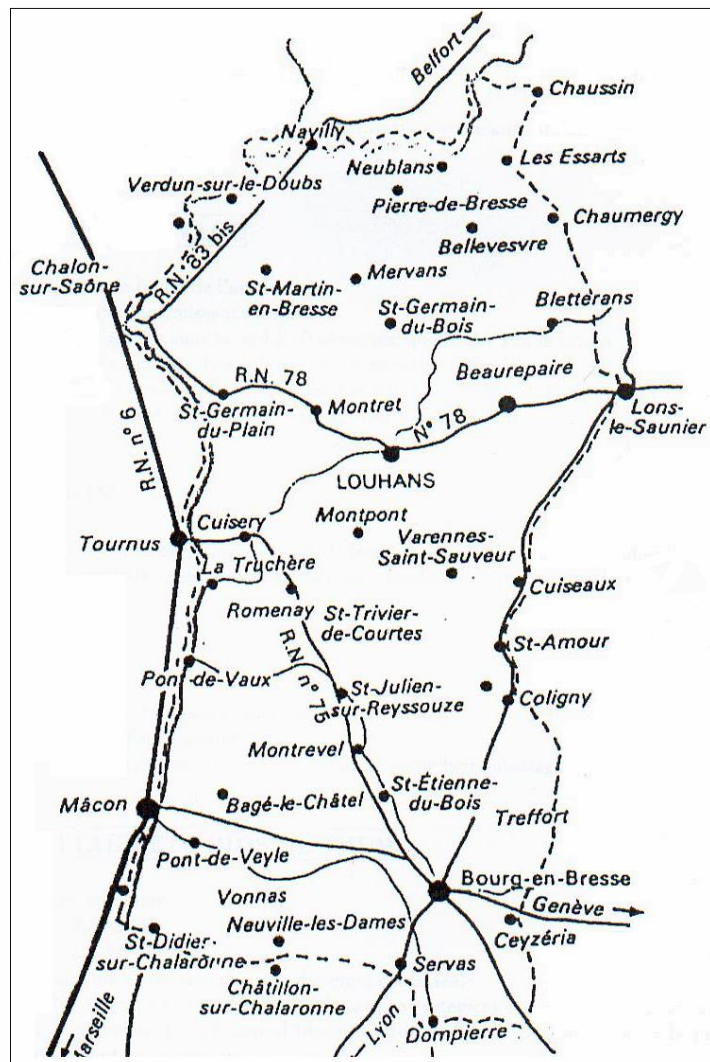 Belfort
Chaussin
Navilly
Neublans
Les Essarts
Verdun-sur-le-Doubs
Pierre-de-Bresse
Chaumergy
Bellevesvre
R.N. 83 bis
Chalon-
sur-Saône
Mervans
St-Martin-
en-Bresse
St-Germain-
du-Bois
Bletterans
R.N. 78
Beaurepaire
St-Germain-
du-Plain
Montret
N° 78
Lons-
le-Saunier
R.N. n° 6
LOUHANS
Cuisery
Montpont
Tournus
Varennes-
Saint-Sauveur
La Truchère
Cuiseaux
Romenay
St-Trivier-
de-Courtes
R.N. n° 75
St-Amour
Pont-de-Vaux
St-Julien-
sur-Reyssouze
Coligny
Montrevel
St-Étienne-
du-Bois
Mâcon
Bagé-le-Châtel
Treffort
Pont-de-Veyle
Bourg-en-Bresse
Vonnas
Genève
Neuville-les-Dames
Ceyzéria
St-Didier-
sur-Chalaronne
Servas
Châtillon-
sur-Chalaronne
Marseille
Lyon
Dompierre